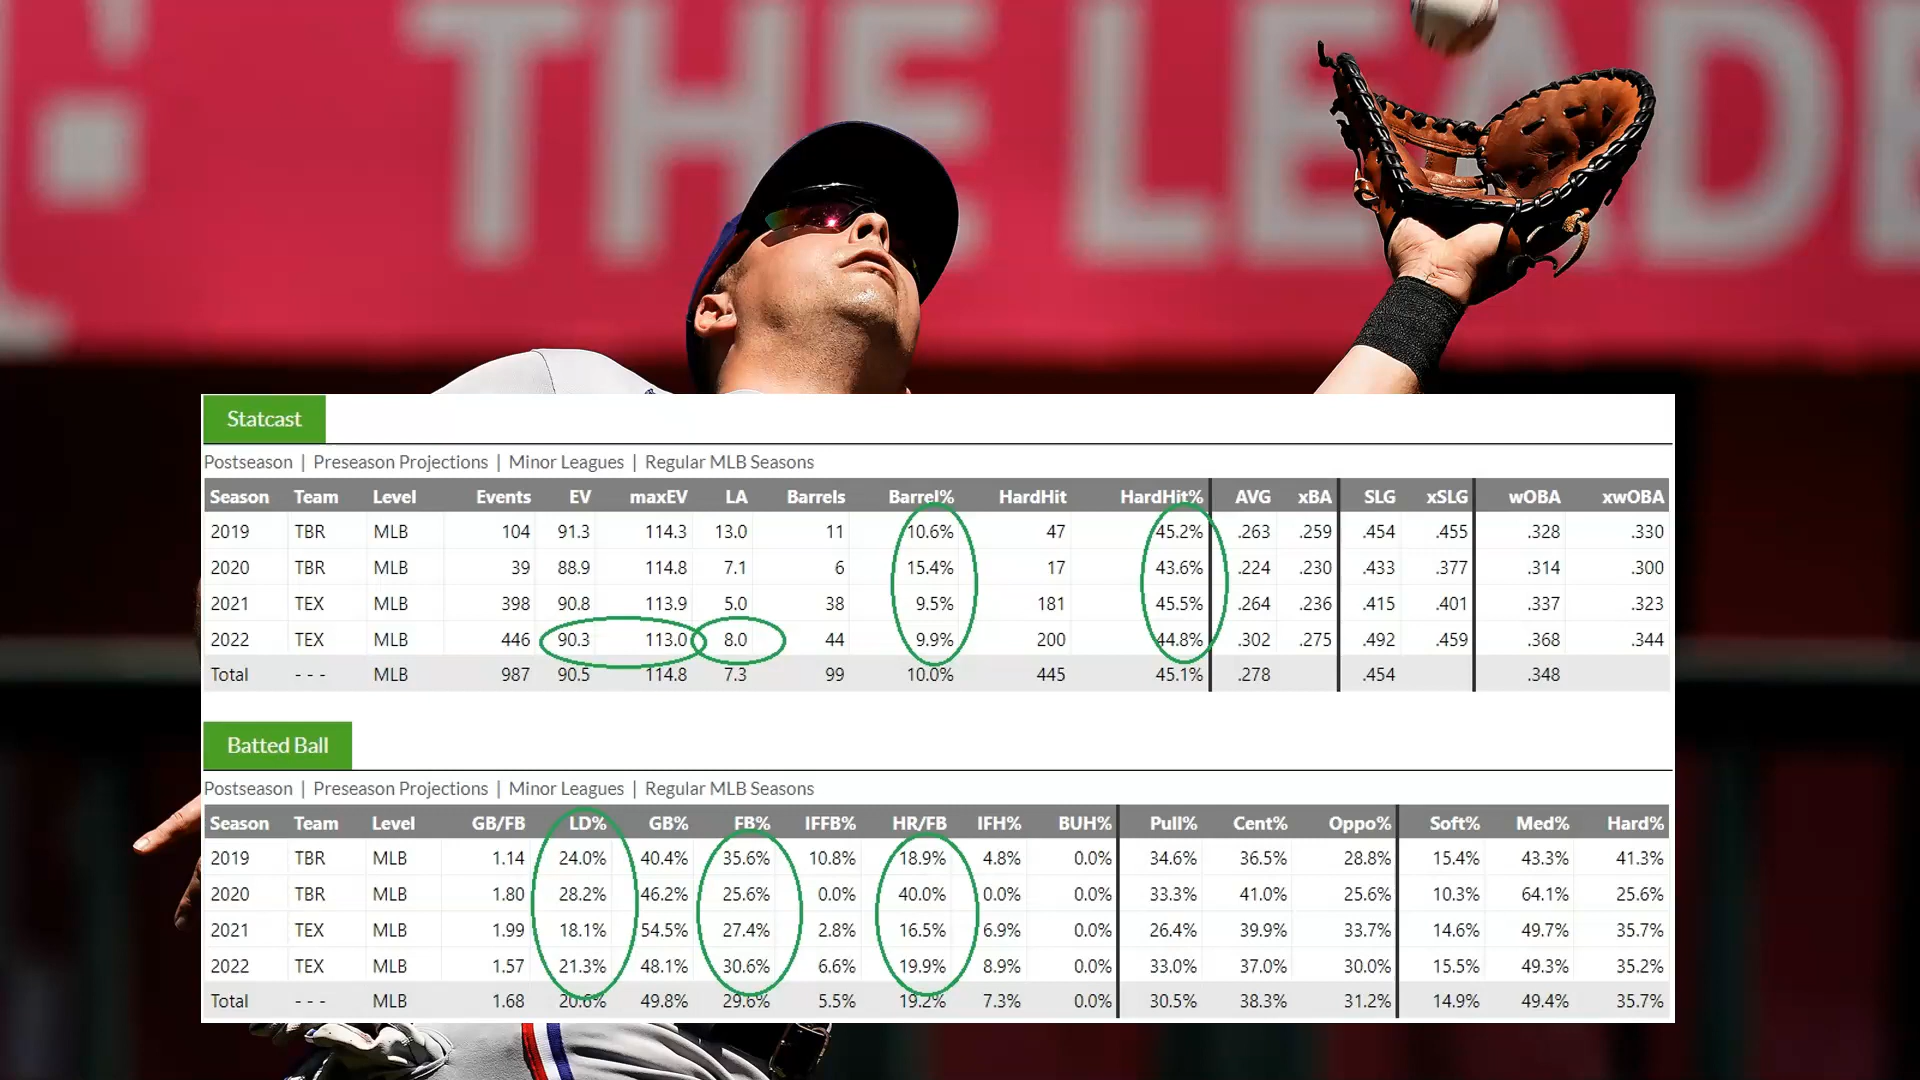 THE LEADE
Statcast
Postseason | Preseason Projections | Minor Leagues | Regular MLB Seasons
Season Team Level Events EV maxEV LA Barrels Barrel% HardHit HardHit% AVG xBA SLG xSLG wOBA xwOBA
2019 TBR MLB 104 91.3 114.3 13.0 11 10.6% 47 45.2% .263 .259 .454 .455 .328 .330
2020 TBR MLB 39 88.9 114.8 7.1 6 15.4% 17 43.6% .224 .230 .433 .377 .314 .300
2021 TEX MLB 398 90.8 113.9 5.0 38 9.5% 181 45.5% .264 .236 .415 .401 .337 .323
2022 TEX MLB 446 90.3 113.0 8.0 44 9.9% 200 44.8% .302 .275 .492 .459 .368 .344
Total - - - MLB 987 90.5 114.8 7.3 99 10.0% 445 45.1% .278 .454 .348
Batted Ball
Postseason | Preseason Projections | Minor Leagues | Regular MLB Seasons
Season Team Level GB/FB LD% GB% FB% IFFB% HR/FB IFH% BUH% Pull% Cent% Oppo% Soft% Med% Hard%
2019 TBR MLB 1.14 24.0% 40.4% 35.6% 10.8% 18.9% 4.8% 0.0% 34.6% 36.5% 28.8% 15.4% 43.3% 41.3%
2020 TBR MLB 1.80 28.2% 46.2% 25.6% 0.0% 40.0% 0.0% 0.0% 33.3% 41.0% 25.6% 10.3% 64.1% 25.6%
2021 TEX MLB 1.99 18.1% 54.5% 27.4% 2.8% 16.5% 6.9% 0.0% 26.4% 39.9% 33.7% 14.6% 49.7% 35.7%
2022 TEX MLB 1.57 21.3% 48.1% 30.6% 6.6% 19.9% 8.9% 0.0% 33.0% 37.0% 30.0% 15.5% 49.3% 35.2%
Total - - - MLB 1.68 20.6% 49.8% 29.6% 5.5% 19.2% 7.3% 0.0% 30.5% 38.3% 31.2% 14.9% 49.4% 35.7%